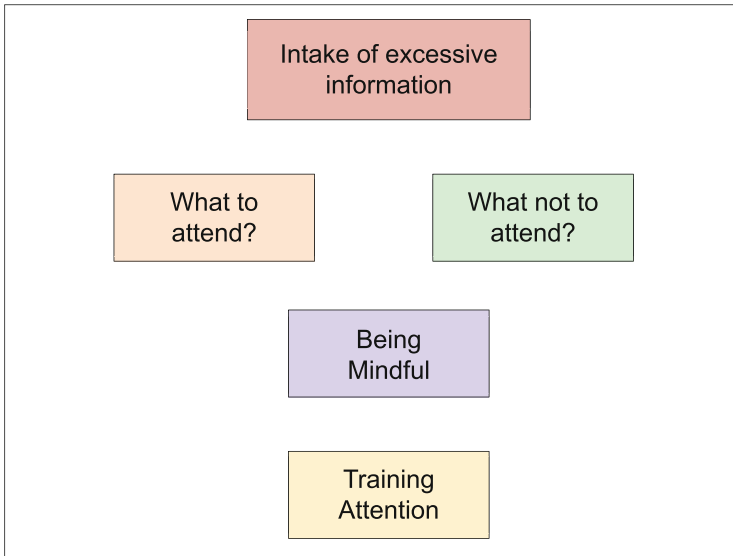 Intake of excessive
information
What to
attend?
What not to
attend?
Being
Mindful
Training
Attention